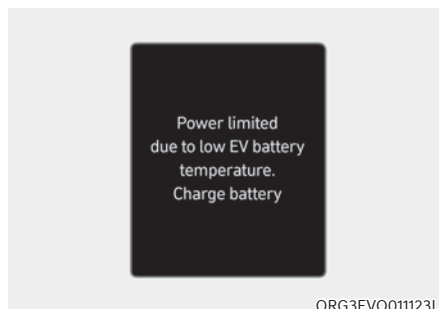 Power limited
due to low EV battery
temperature.
Charge battery
ORG3EVQ011123L